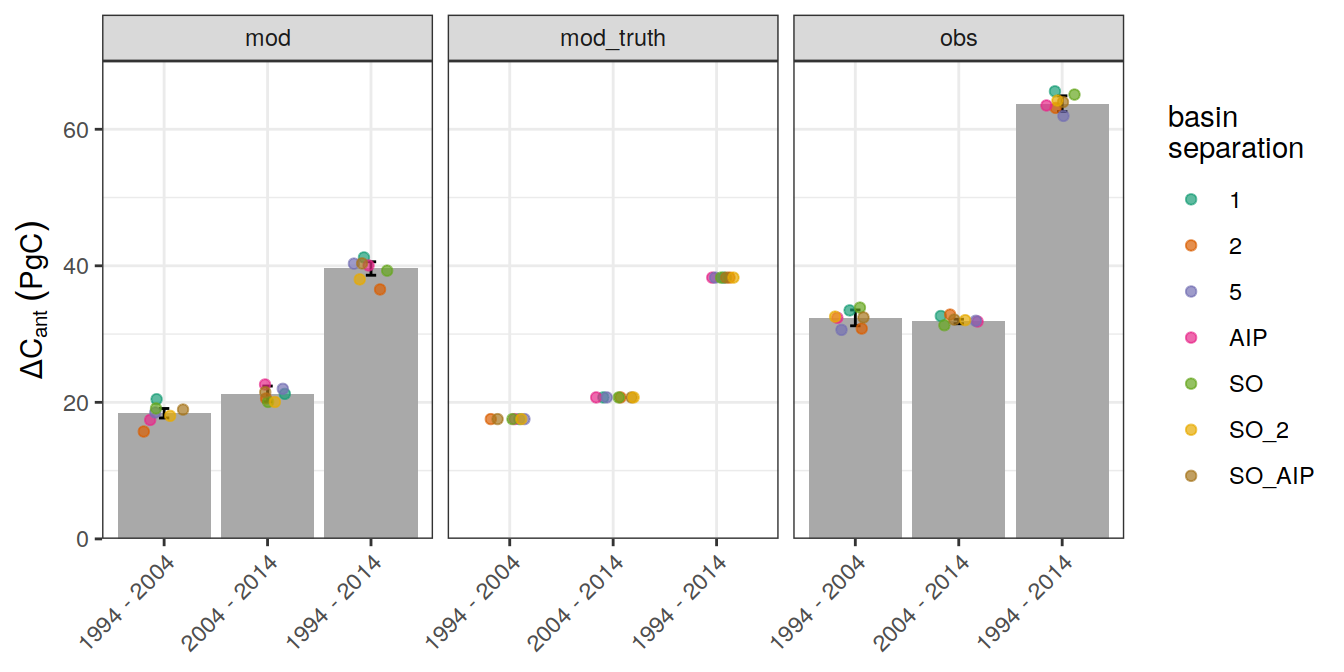 mod
mod_truth
obs
ΔCant (PgC)
60
40
20
0
1994 - 2004
2004 - 2014
1994 - 2014
1994 - 2004
2004 - 2014
1994 - 2014
1994 - 2004
2004 - 2014
1994 - 2014
basin
separation
1
2
5
AIP
SO
SO_2
SO_AIP